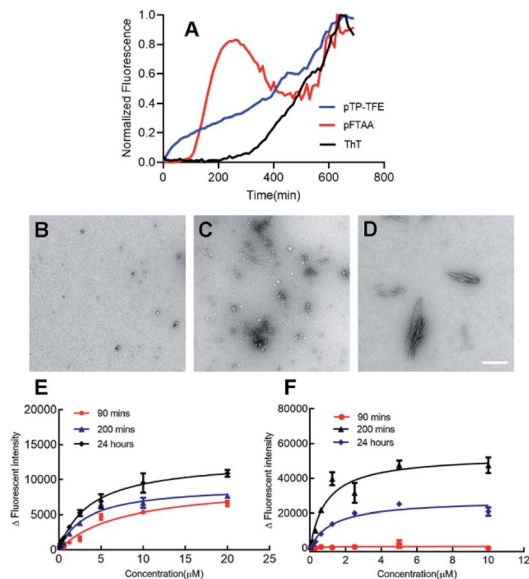 A
Normalized Fluorescence
1.0
0.8
0.6
0.4
0.2
0.0
0 200 400 600 800
Time(min)
pTP-TFE
pFTAA
ThT
B
C
D
E
Δ Fluorescent intensity
20000
15000
10000
5000
0
0 5 10 15 20 25
Concentration(μM)
90 mins
200 mins
24 hours
F
Δ Fluorescent intensity
80000
60000
40000
20000
0
0 2 4 6 8 10 12
Concentration(μM)
90 mins
200 mins
24 hours